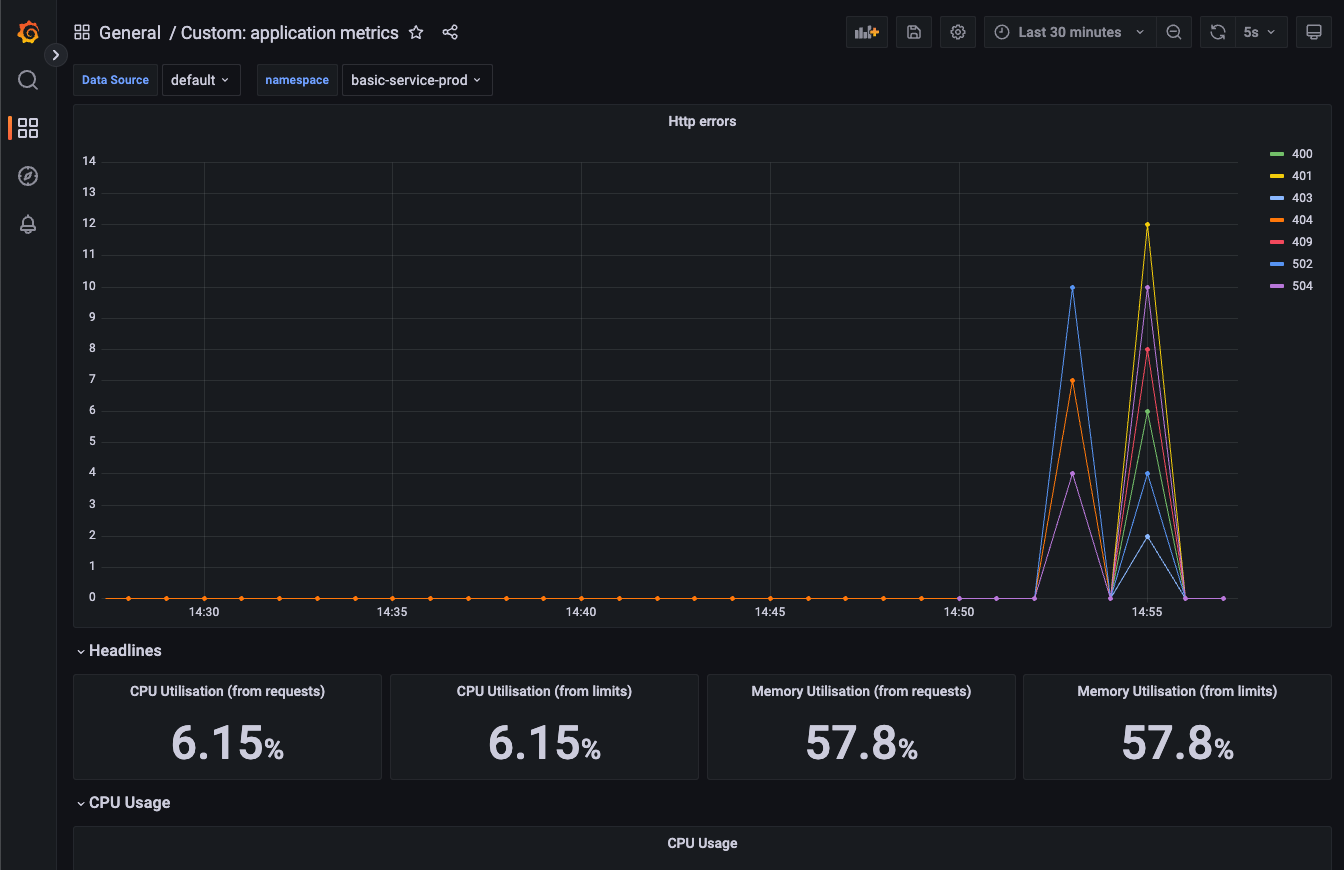 General / Custom: application metrics
Last 30 minutes
5s
Data Source default namespace basic-service-prod
Http errors
14
13
12
11
10
9
8
7
6
5
4
3
2
1
0
14:30 14:35 14:40 14:45 14:50 14:55
400
401
403
404
409
502
504
Headlines
CPU Utilisation (from requests)
6.15%
CPU Utilisation (from limits)
6.15%
Memory Utilisation (from requests)
57.8%
Memory Utilisation (from limits)
57.8%
CPU Usage
CPU Usage